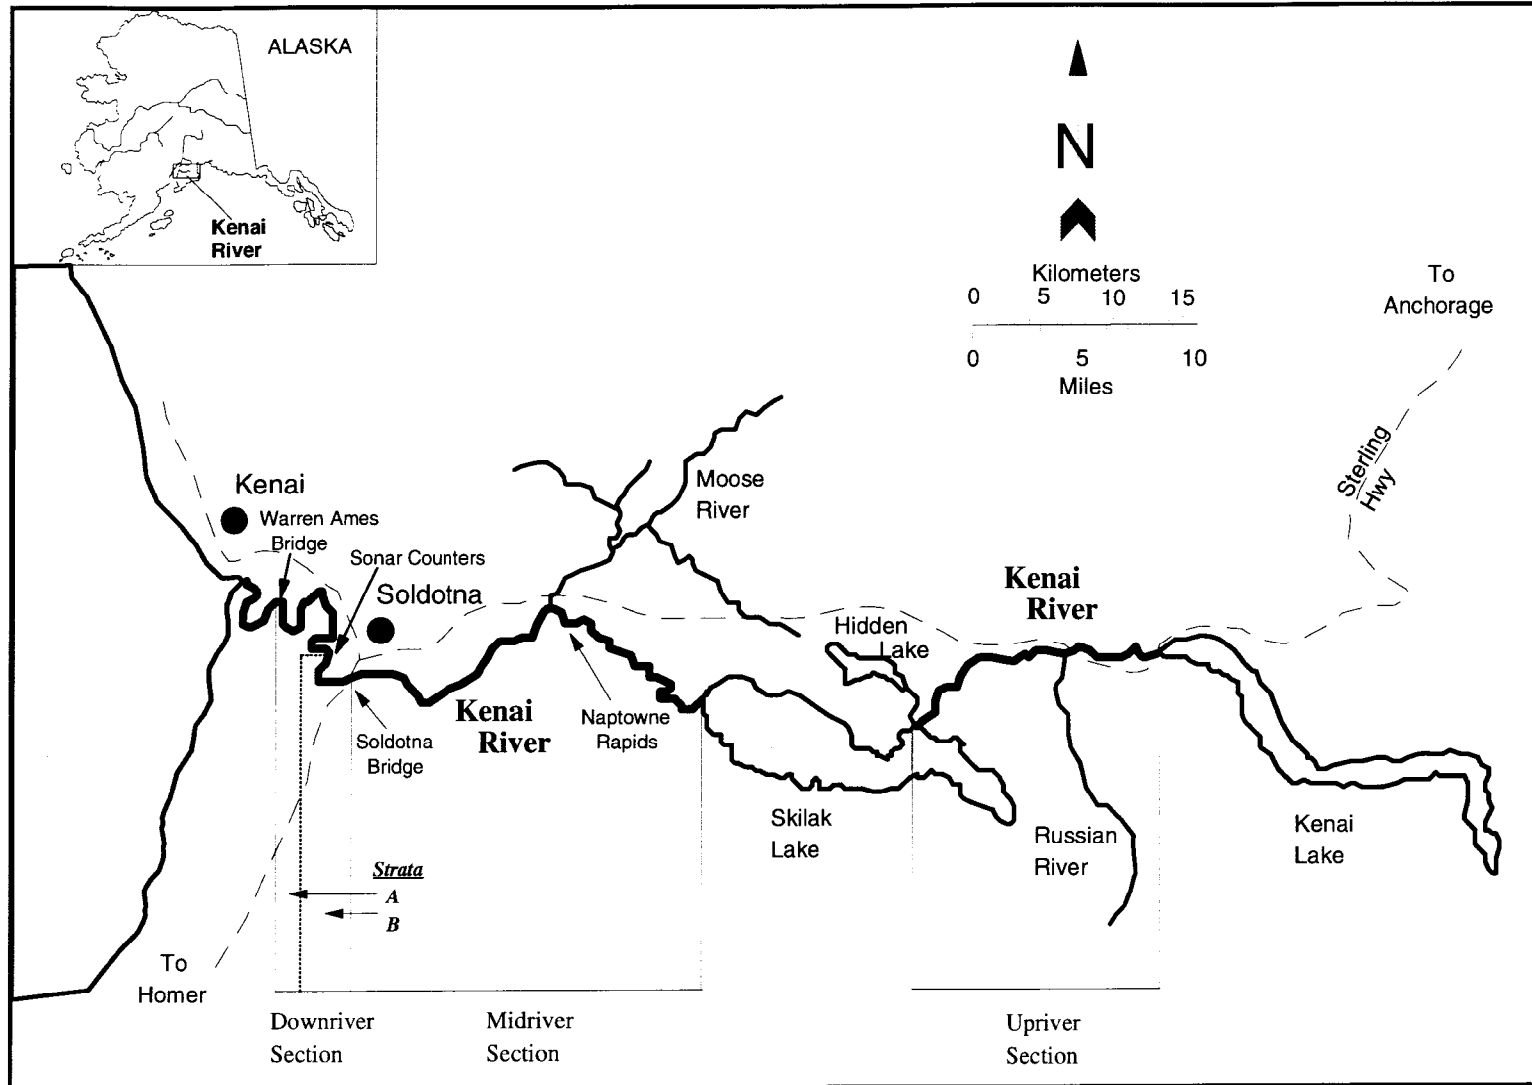 ALASKA
Kenai
River
N
Kilometers
0 5 10 15
0 5 10
Miles
To
Anchorage
Sterling
Hwy
Kenai
Warren Ames
Bridge
Sonar Counters
Soldotna
Moose
River
Kenai
River
Hidden
Lake
Kenai
River
Naptowne
Rapids
Soldotna
Bridge
Skilak
Lake
Russian
River
Kenai
Lake
Strata
A
B
To
Homer
Downriver
Section
Midriver
Section
Upriver
Section